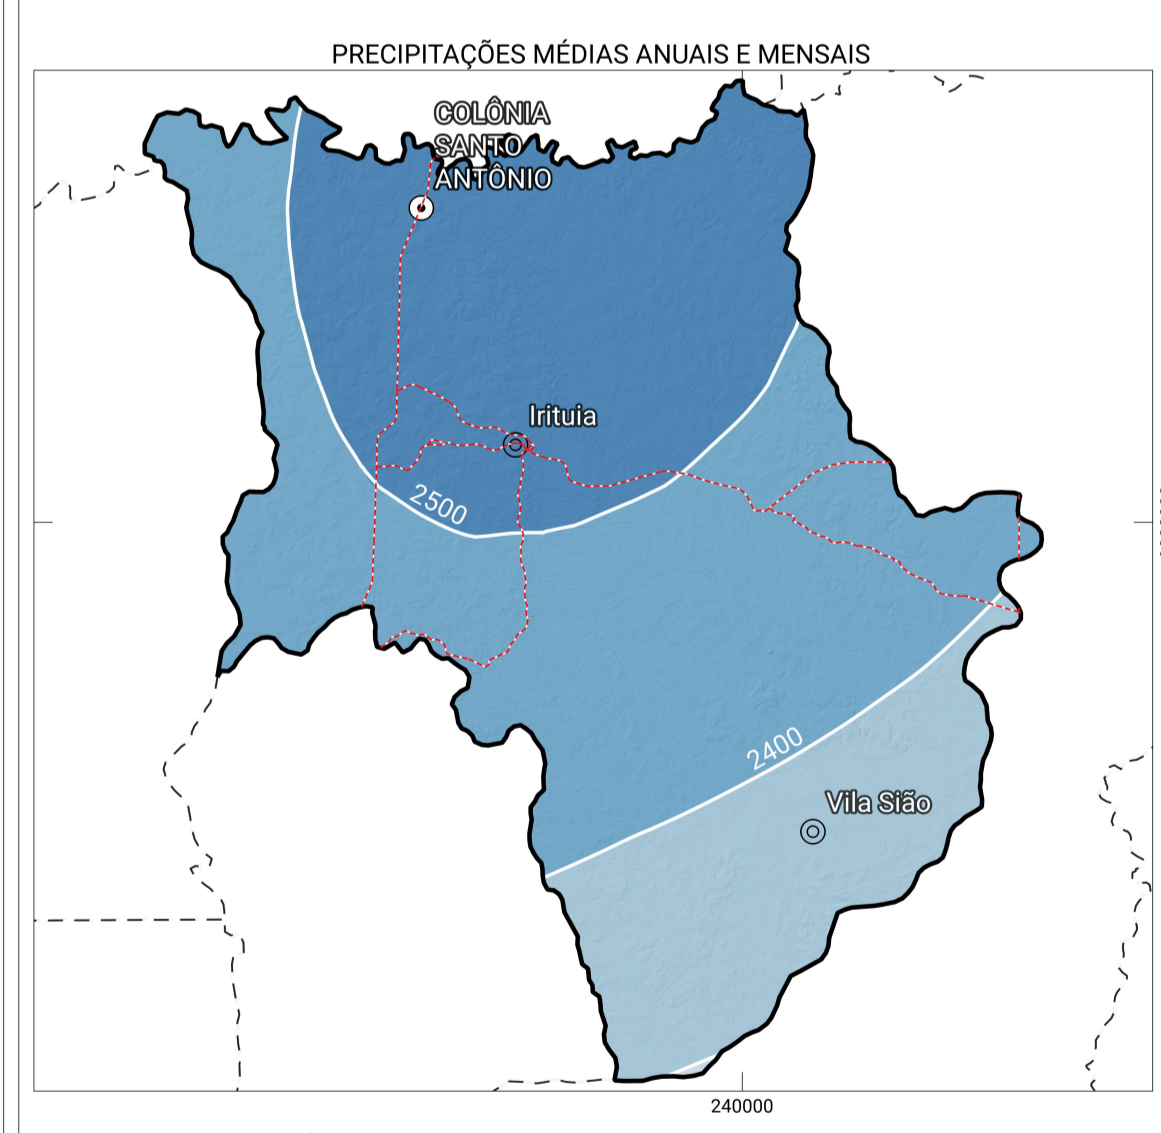 PRECIPITAÇÕES MÉDIAS ANUAIS E MENSAIS
COLÔNIA
SANTO
ANTÔNIO
Irituia
2500
2400
Vila Sião
240000